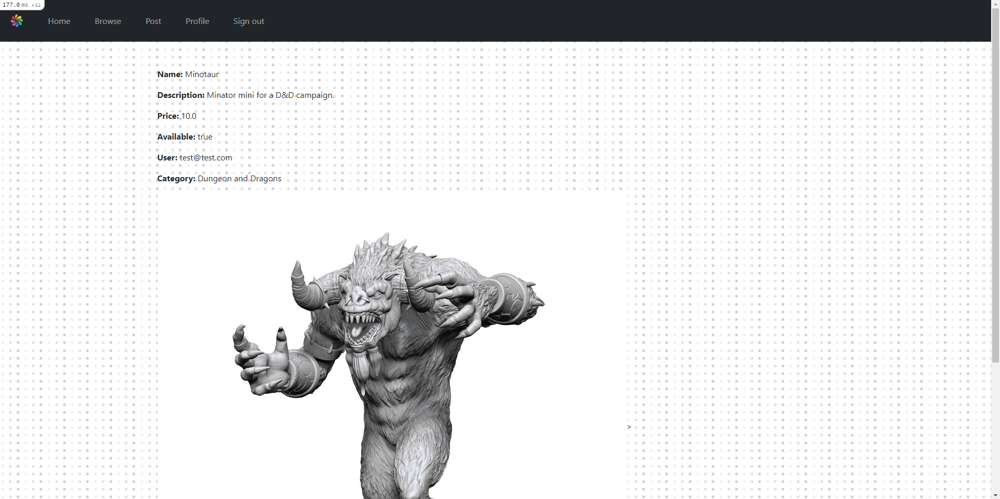 177.0 ms ×12
Home Browse Post Profile Sign out
Name: Minotaur
Description: Minator mini for a D&D campaign.
Price: 10.0
Available: true
User: test@test.com
Category: Dungeon and Dragons
>